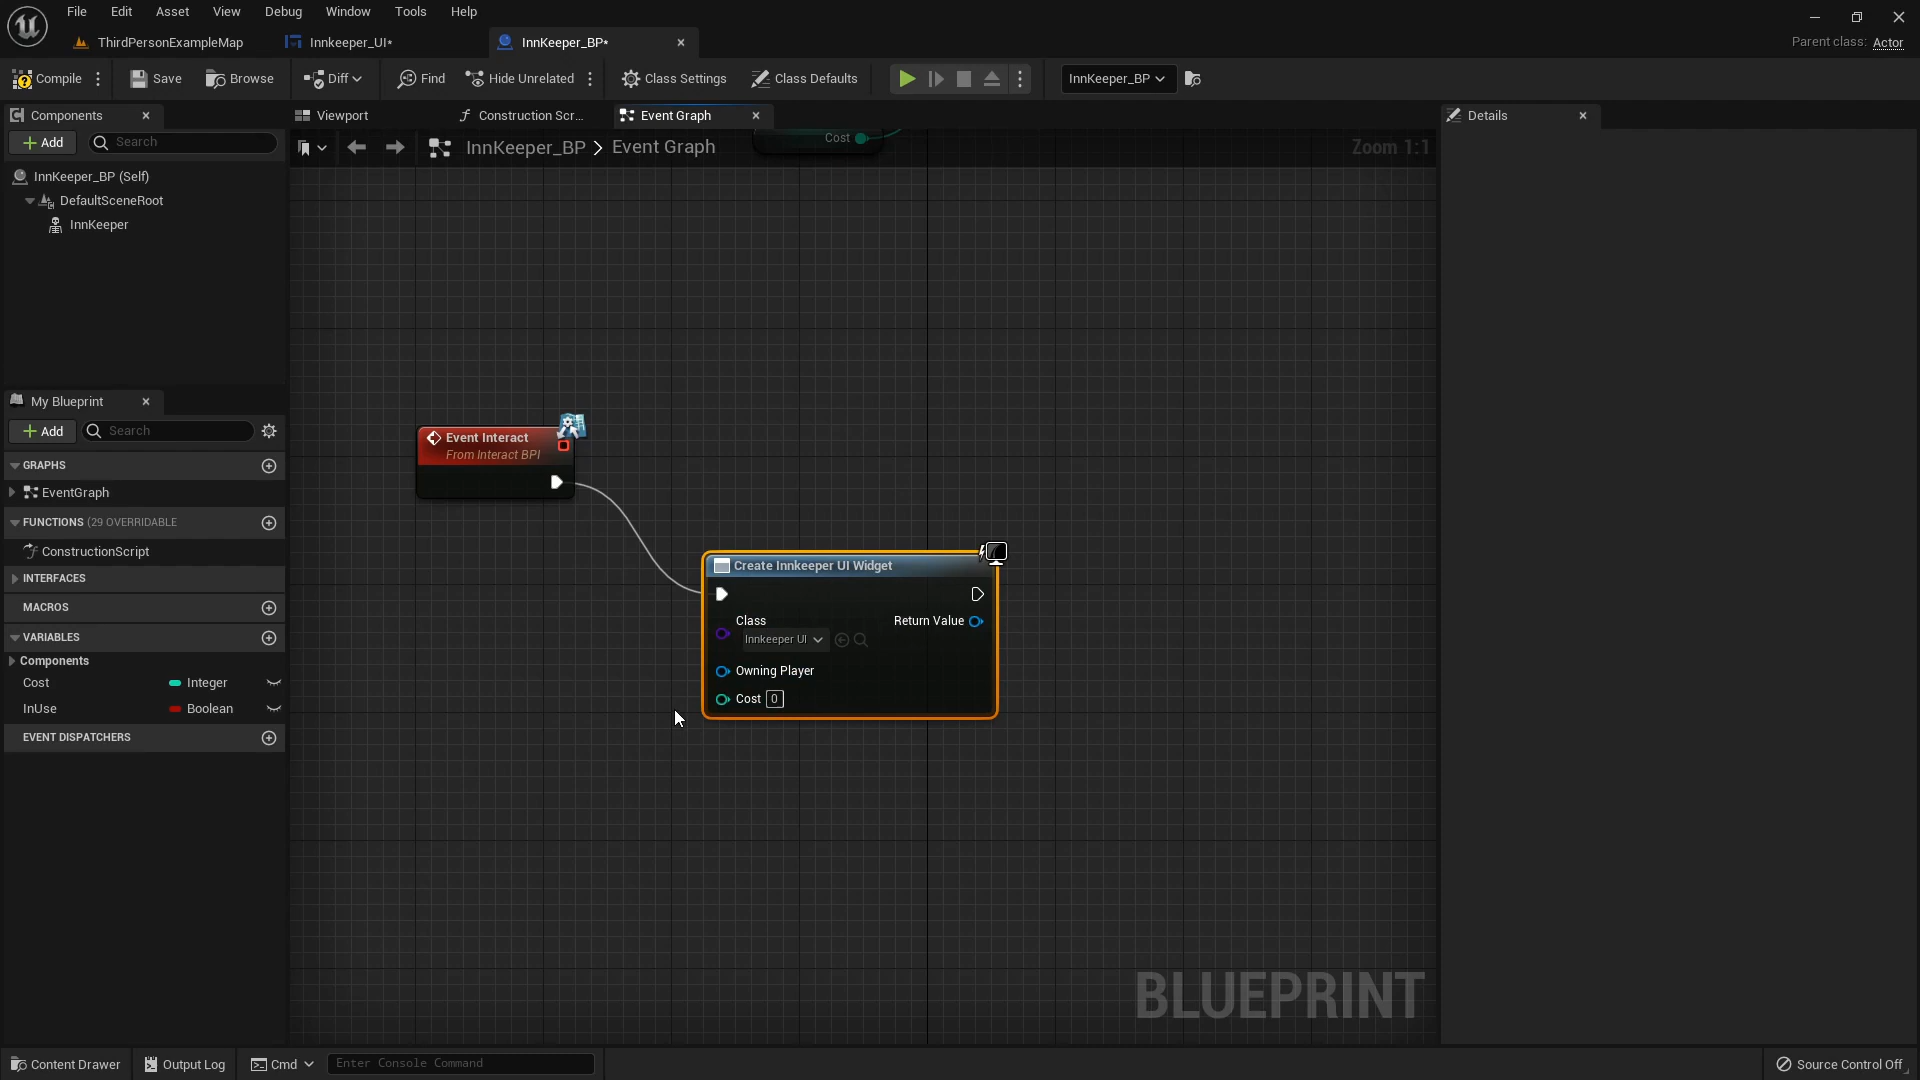 File Edit Asset View Debug Window Tools Help
ThirdPersonExampleMap Innkeeper_UI* InnKeeper_BP*
Parent class: Actor
Compile Save Browse Diff Find Hide Unrelated Class Settings Class Defaults InnKeeper_BP
Components
Viewport Construction Scr... Event Graph
Details
Add Search
InnKeeper_BP > Event Graph
Zoom 1:1
Cost
InnKeeper_BP (Self)
DefaultSceneRoot
InnKeeper
My Blueprint
Add Search
GRAPHS
EventGraph
FUNCTIONS (29 OVERRIDABLE
ConstructionScript
INTERFACES
MACROS
VARIABLES
Components
Cost Integer
InUse Boolean
EVENT DISPATCHERS
Event Interact
From Interact BPI
Create Innkeeper UI Widget
Class Return Value
Innkeeper UI
Owning Player
Cost 0
BLUEPRINT
Content Drawer Output Log Cmd Enter Console Command Source Control Off